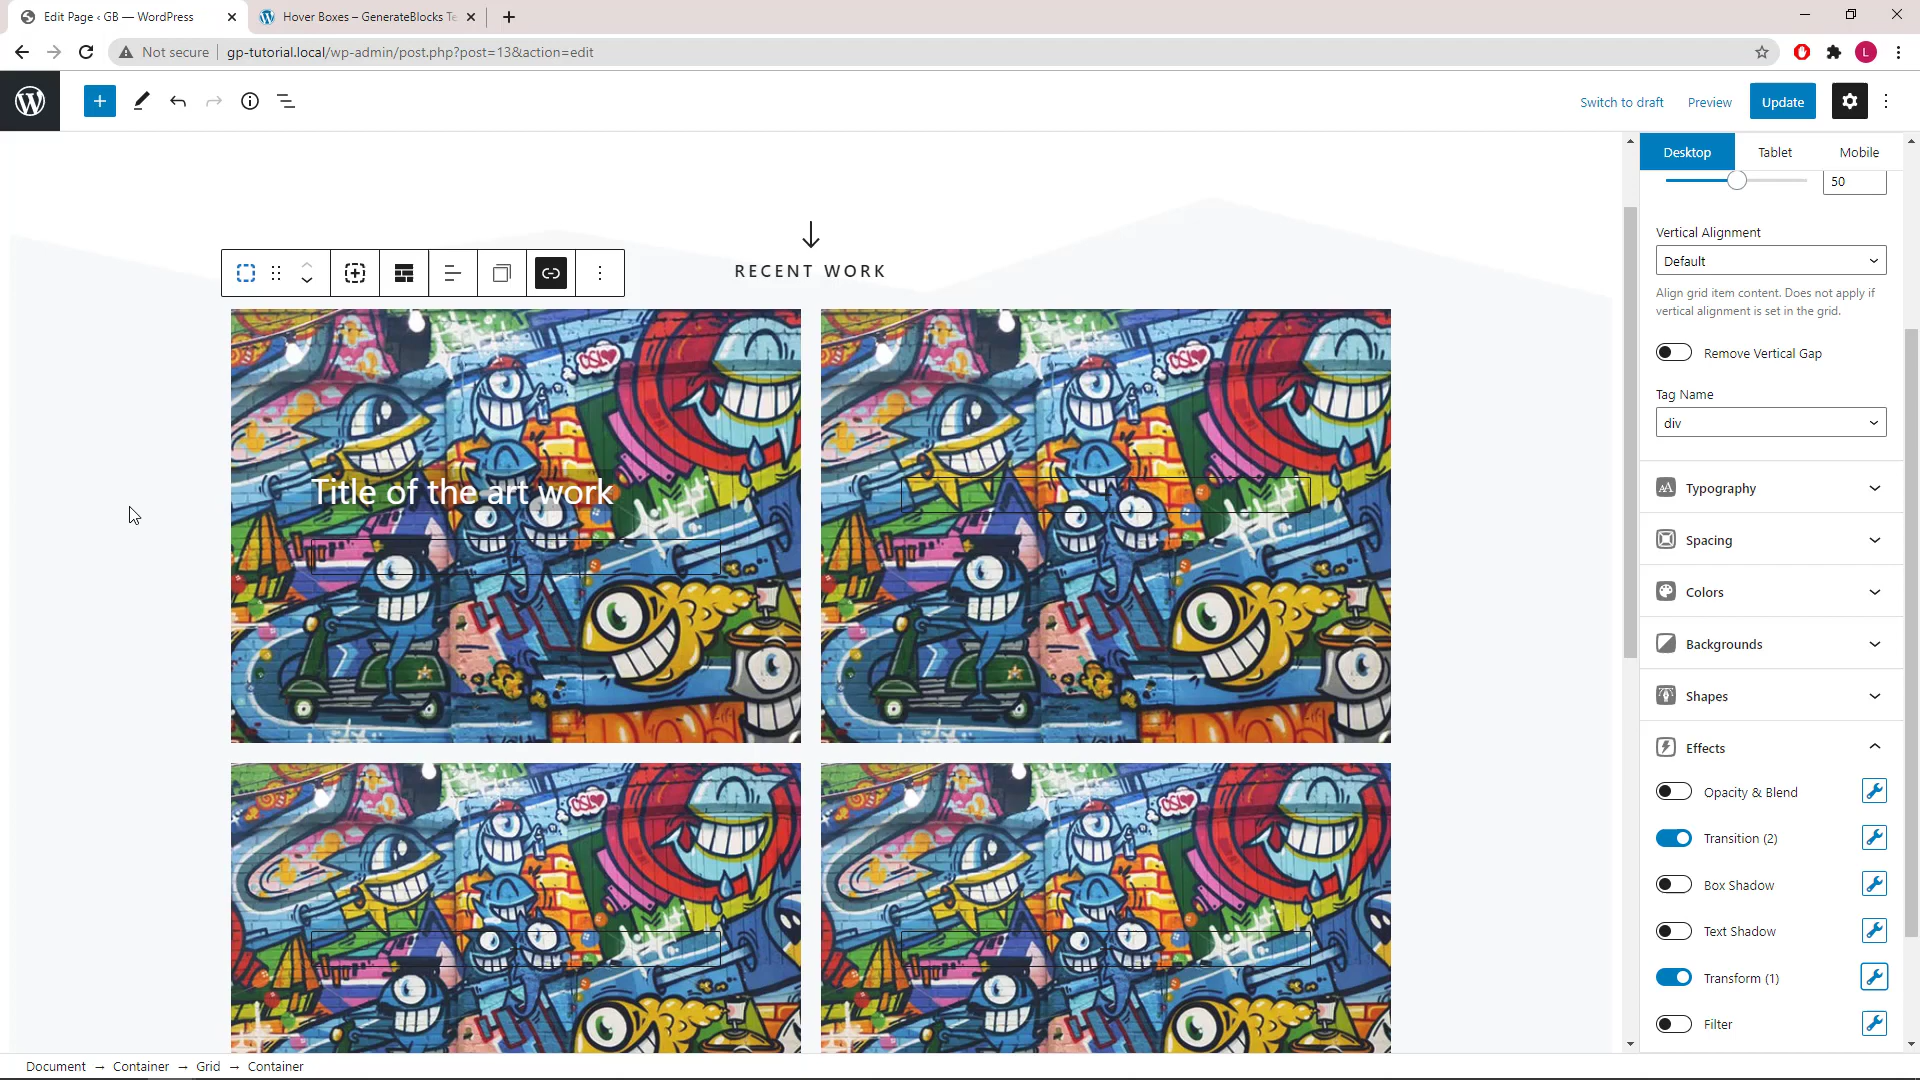 Edit Page ‹ GB — WordPress
Hover Boxes – GenerateBlocks Te
Not secure
gp-tutorial.local/wp-admin/post.php?post=13&action=edit
L
Switch to draft
Preview
Update
Desktop
Tablet
Mobile
50
Vertical Alignment
Default
Align grid item content. Does not apply if
vertical alignment is set in the grid.
Remove Vertical Gap
Tag Name
div
Typography
Spacing
Colors
Backgrounds
Shapes
Effects
Opacity & Blend
Transition (2)
Box Shadow
Text Shadow
Transform (1)
Filter
RECENT WORK
Title of the art work
Document → Container → Grid → Container